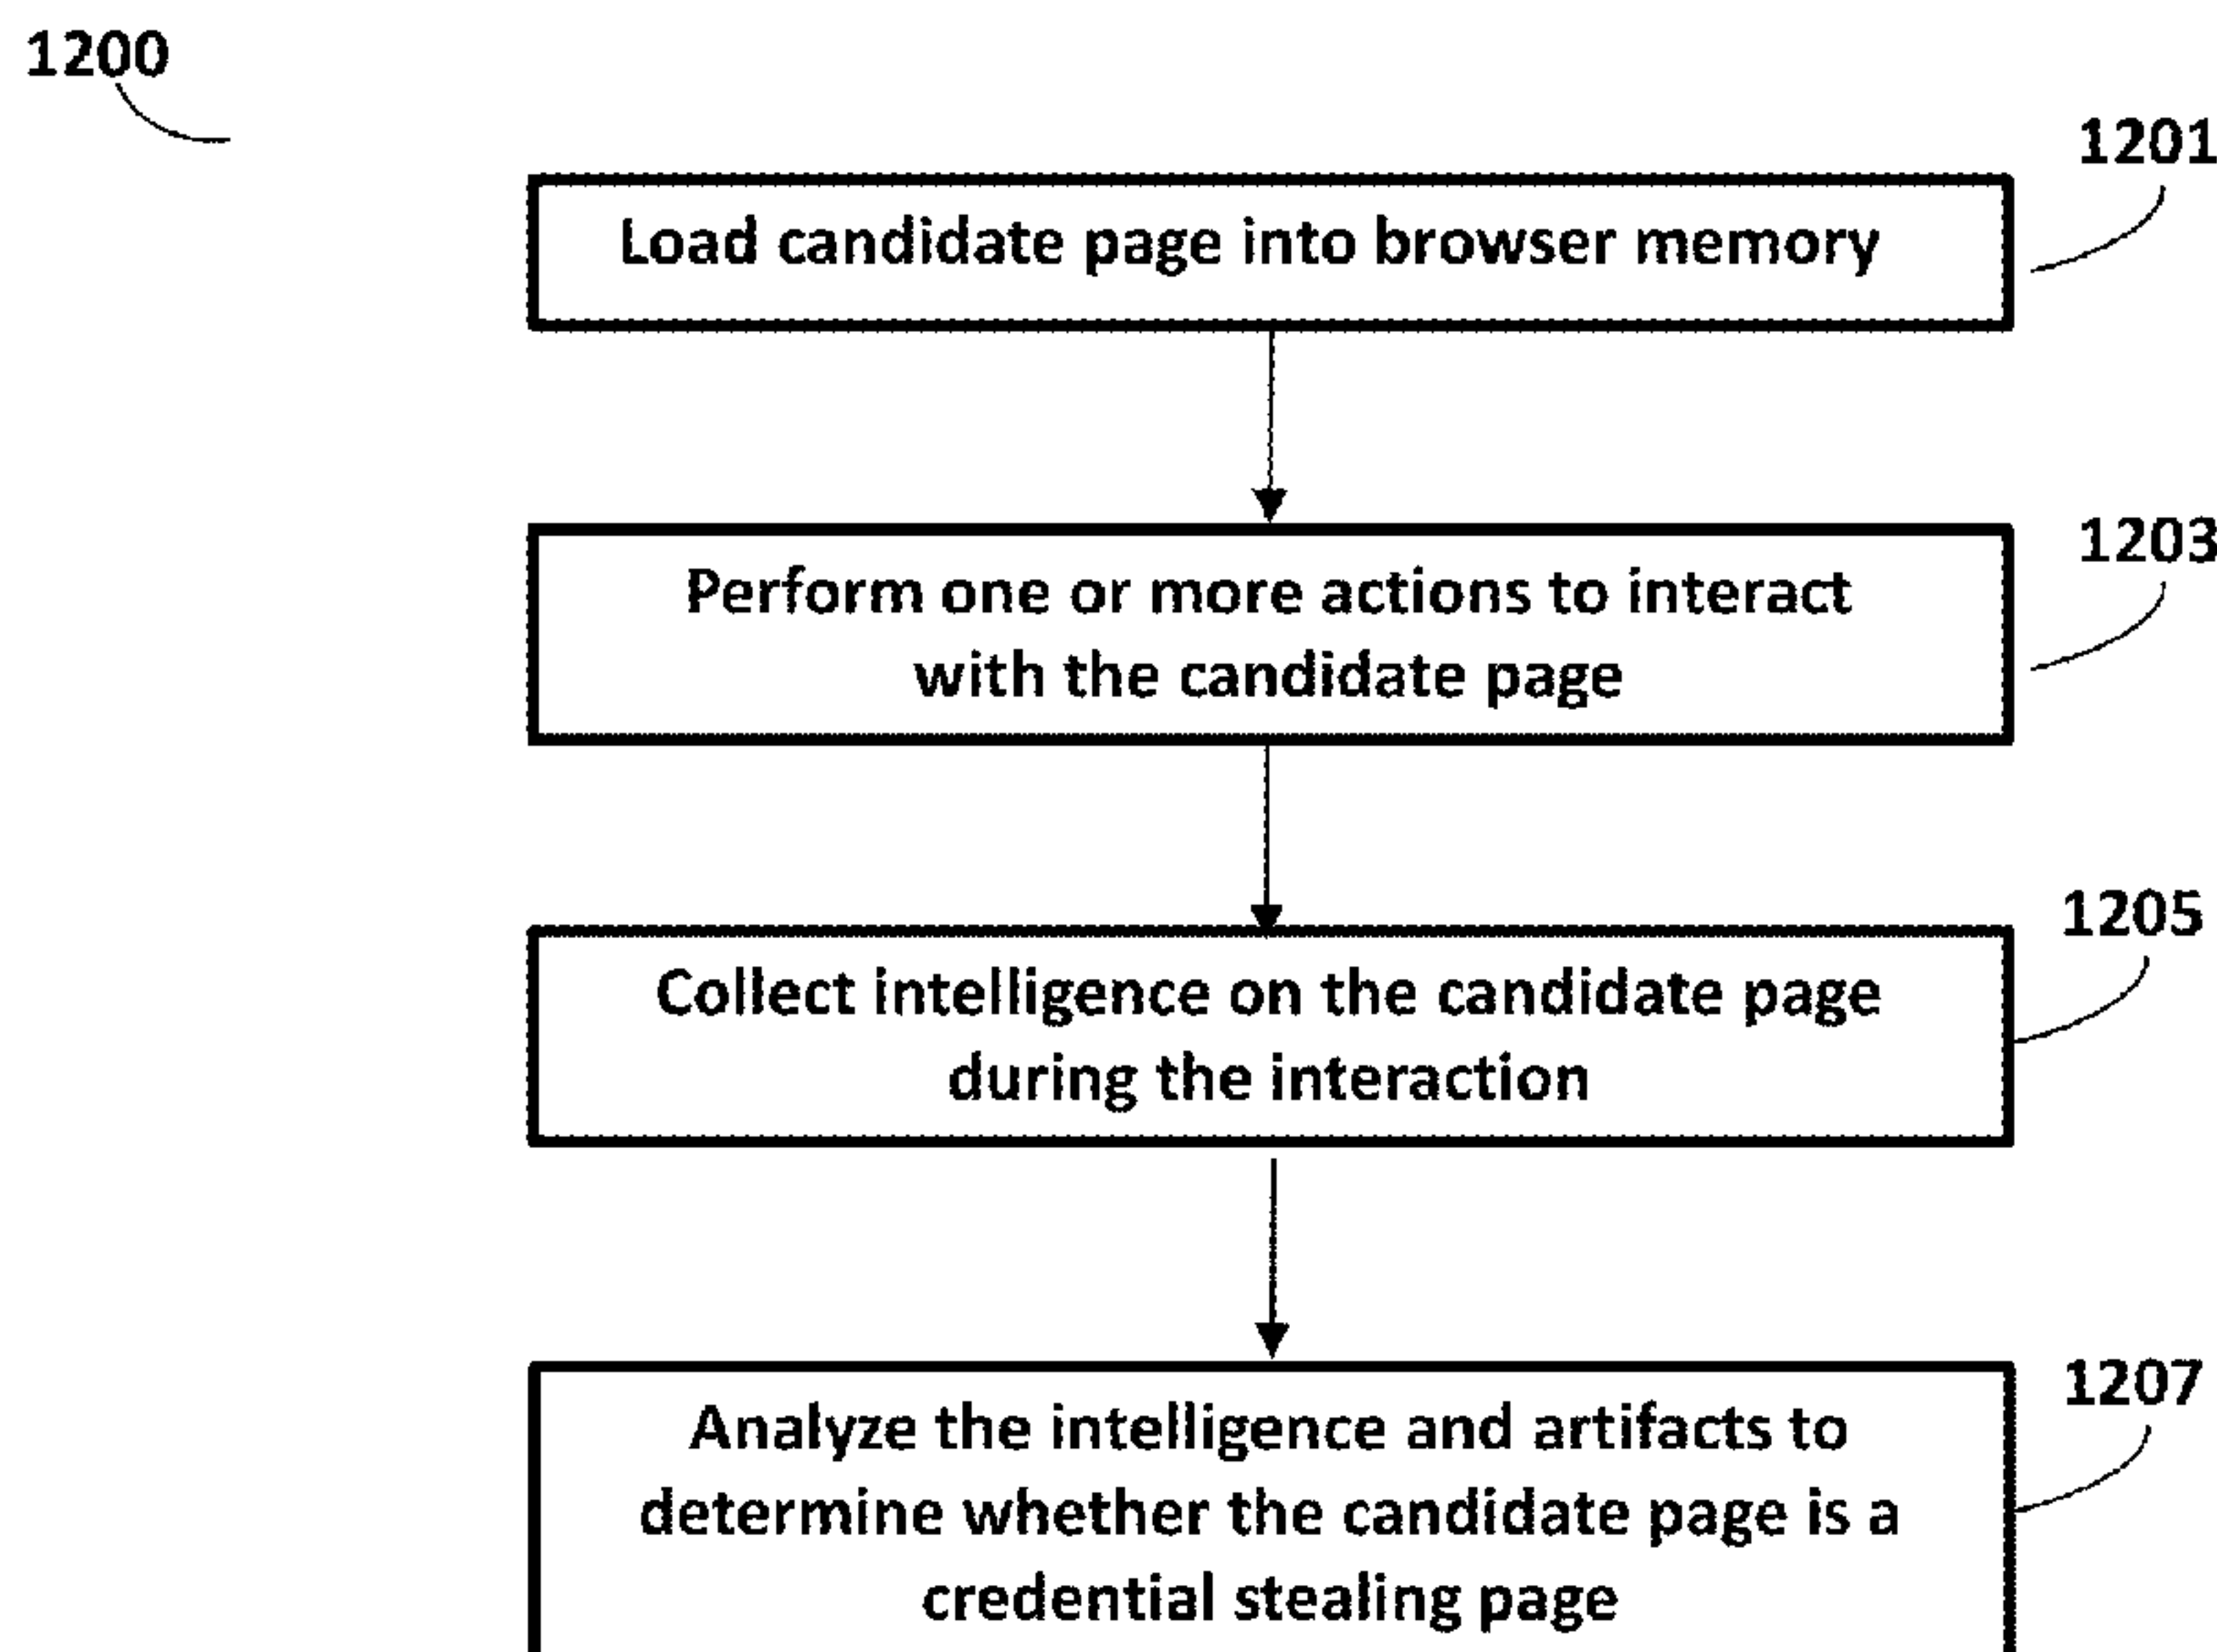 1200
1201
Load candidate page into browser memory
1203
Perform one or more actions to interact
with the candidate page
1205
Collect intelligence on the candidate page
during the interaction
1207
Analyze the intelligence and artifacts to
determine whether the candidate page is a
credential stealing page